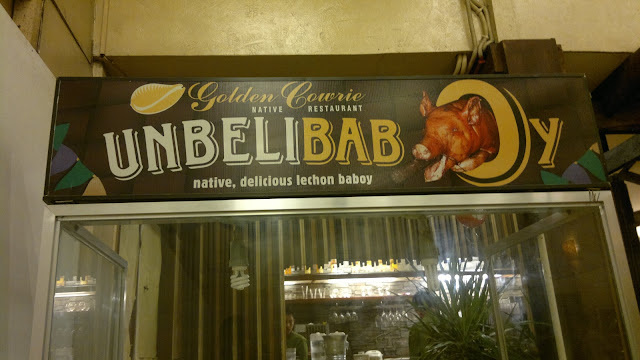 Golden Cowrie
NATIVE RESTAURANT
UNBELIBABOY
native, delicious lechon baboy